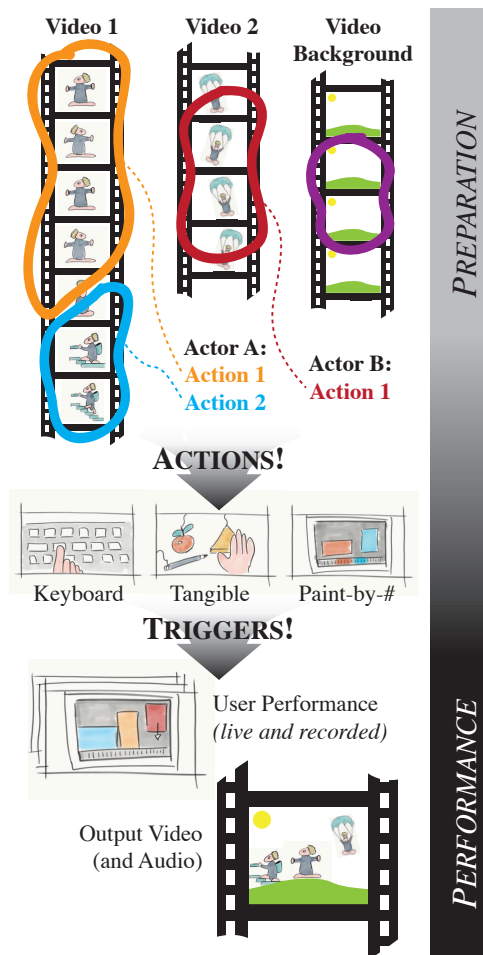 Video 1
Video 2
Video
Background
PREPARATION
Actor A:
Action 1
Action 2
Actor B:
Action 1
ACTIONS!
Keyboard
Tangible
Paint-by-#
TRIGGERS!
User Performance
(live and recorded)
Output Video
(and Audio)
PERFORMANCE